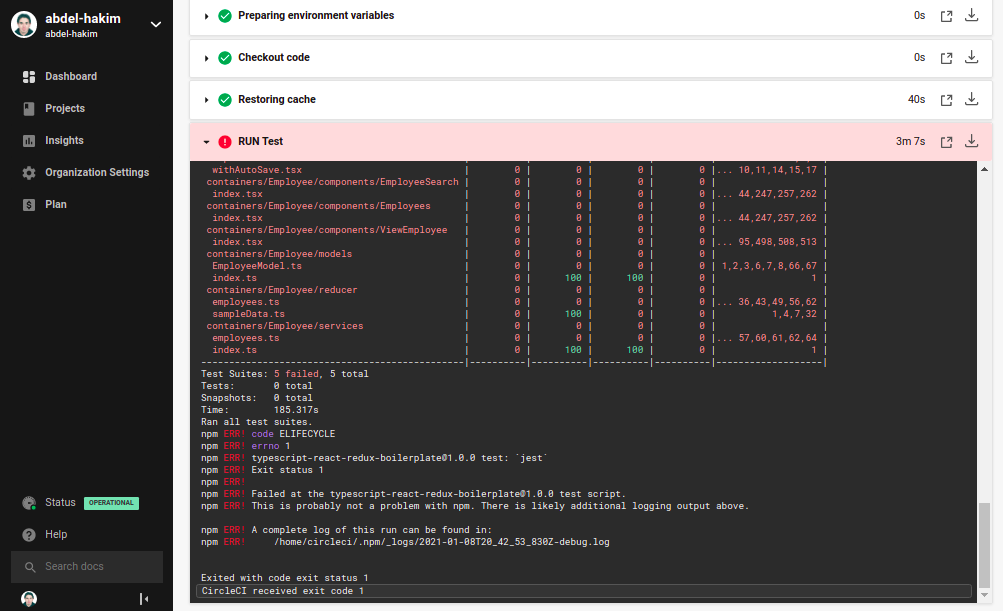 abdel-hakim
abdel-hakim
Dashboard
Projects
Insights
Organization Settings
Plan
Status OPERATIONAL
Help
Search docs
Preparing environment variables 0s
Checkout code 0s
Restoring cache 40s
RUN Test 3m 7s
withAutoSave.tsx | 0 | 0 | 0 | 0 |... 10,11,14,15,17 |
containers/Employee/components/EmployeeSearch | 0 | 0 | 0 | 0 | |
index.tsx | 0 | 0 | 0 | 0 |... 44,247,257,262 |
containers/Employee/components/Employees | 0 | 0 | 0 | 0 | |
index.tsx | 0 | 0 | 0 | 0 |... 44,247,257,262 |
containers/Employee/components/ViewEmployee | 0 | 0 | 0 | 0 | |
index.tsx | 0 | 0 | 0 | 0 |... 95,498,508,513 |
containers/Employee/models | 0 | 0 | 0 | 0 | |
EmployeeModel.ts | 0 | 0 | 0 | 0 | 1,2,3,6,7,8,66,67 |
index.ts | 0 | 100 | 100 | 0 | 1 |
containers/Employee/reducer | 0 | 0 | 0 | 0 | |
employees.ts | 0 | 0 | 0 | 0 |... 36,43,49,56,62 |
sampleData.ts | 0 | 100 | 0 | 0 | 1,4,7,32 |
containers/Employee/services | 0 | 0 | 0 | 0 | |
employees.ts | 0 | 0 | 0 | 0 |... 57,60,61,62,64 |
index.ts | 0 | 100 | 100 | 0 | 1 |
-----------------------------------------------|----------|----------|----------|----------|-------------------|
Test Suites: 5 failed, 5 total
Tests: 0 total
Snapshots: 0 total
Time: 185.317s
Ran all test suites.
npm ERR! code ELIFECYCLE
npm ERR! errno 1
npm ERR! typescript-react-redux-boilerplate@1.0.0 test: `jest`
npm ERR! Exit status 1
npm ERR!
npm ERR! Failed at the typescript-react-redux-boilerplate@1.0.0 test script.
npm ERR! This is probably not a problem with npm. There is likely additional logging output above.
npm ERR! A complete log of this run can be found in:
npm ERR! /home/circleci/.npm/_logs/2021-01-08T20_42_53_830Z-debug.log
Exited with code exit status 1
CircleCI received exit code 1